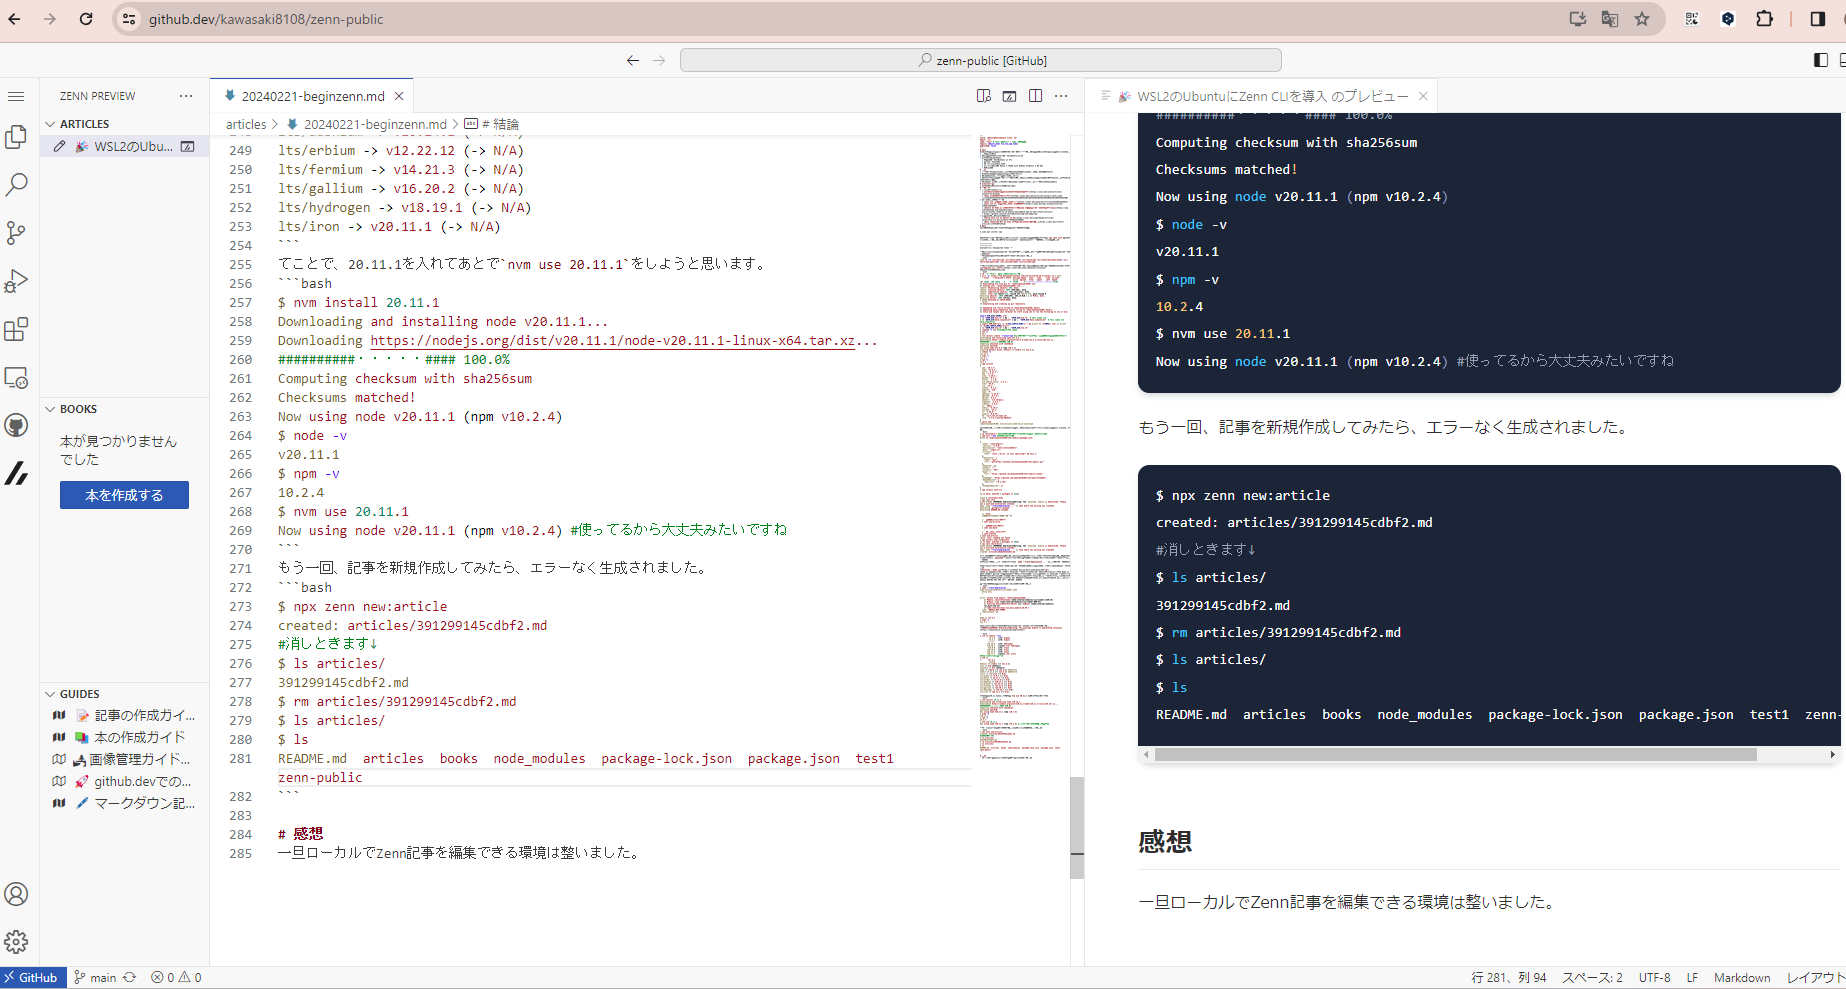 github.dev/kawasaki8108/zenn-public
zenn-public [GitHub]
ZENN PREVIEW
ARTICLES
WSL2のUbu...
BOOKS
本が見つかりません
でした
本を作成する
GUIDES
記事の作成ガイ...
本の作成ガイド
画像管理ガイド...
github.devでの...
マークダウン記...
20240221-beginzenn.md
articles > 20240221-beginzenn.md > abc # 結論
249 lts/erbium -> v12.22.12 (-> N/A)
250 lts/fermium -> v14.21.3 (-> N/A)
251 lts/gallium -> v16.20.2 (-> N/A)
252 lts/hydrogen -> v18.19.1 (-> N/A)
253 lts/iron -> v20.11.1 (-> N/A)
254 ```
255 てことで、20.11.1を入れてあとで`nvm use 20.11.1`をしようと思います。
256 ```bash
257 $ nvm install 20.11.1
258 Downloading and installing node v20.11.1...
259 Downloading https://nodejs.org/dist/v20.11.1/node-v20.11.1-linux-x64.tar.xz...
260 ##########・・・・・#### 100.0%
261 Computing checksum with sha256sum
262 Checksums matched!
263 Now using node v20.11.1 (npm v10.2.4)
264 $ node -v
265 v20.11.1
266 $ npm -v
267 10.2.4
268 $ nvm use 20.11.1
269 Now using node v20.11.1 (npm v10.2.4) #使ってるから大丈夫みたいですね
270 ```
271 もう一回、記事を新規作成してみたら、エラーなく生成されました。
272 ```bash
273 $ npx zenn new:article
274 created: articles/391299145cdbf2.md
275 #消しときます↓
276 $ ls articles/
277 391299145cdbf2.md
278 $ rm articles/391299145cdbf2.md
279 $ ls articles/
280 $ ls
281 README.md  articles  books  node_modules  package-lock.json  package.json  test1
zenn-public
282 ```
283
284 # 感想
285 一旦ローカルでZenn記事を編集できる環境は整いました。
WSL2のUbuntuにZenn CLIを導入 のプレビュー
##########・・・・・#### 100.0%
Computing checksum with sha256sum
Checksums matched!
Now using node v20.11.1 (npm v10.2.4)
$ node -v
v20.11.1
$ npm -v
10.2.4
$ nvm use 20.11.1
Now using node v20.11.1 (npm v10.2.4) #使ってるから大丈夫みたいですね
もう一回、記事を新規作成してみたら、エラーなく生成されました。
$ npx zenn new:article
created: articles/391299145cdbf2.md
#消しときます↓
$ ls articles/
391299145cdbf2.md
$ rm articles/391299145cdbf2.md
$ ls articles/
$ ls
README.md  articles  books  node_modules  package-lock.json  package.json  test1  zenn-
感想
一旦ローカルでZenn記事を編集できる環境は整いました。
GitHub
main
0
0
行 281、列 94
スペース: 2
UTF-8
LF
Markdown
レイアウト